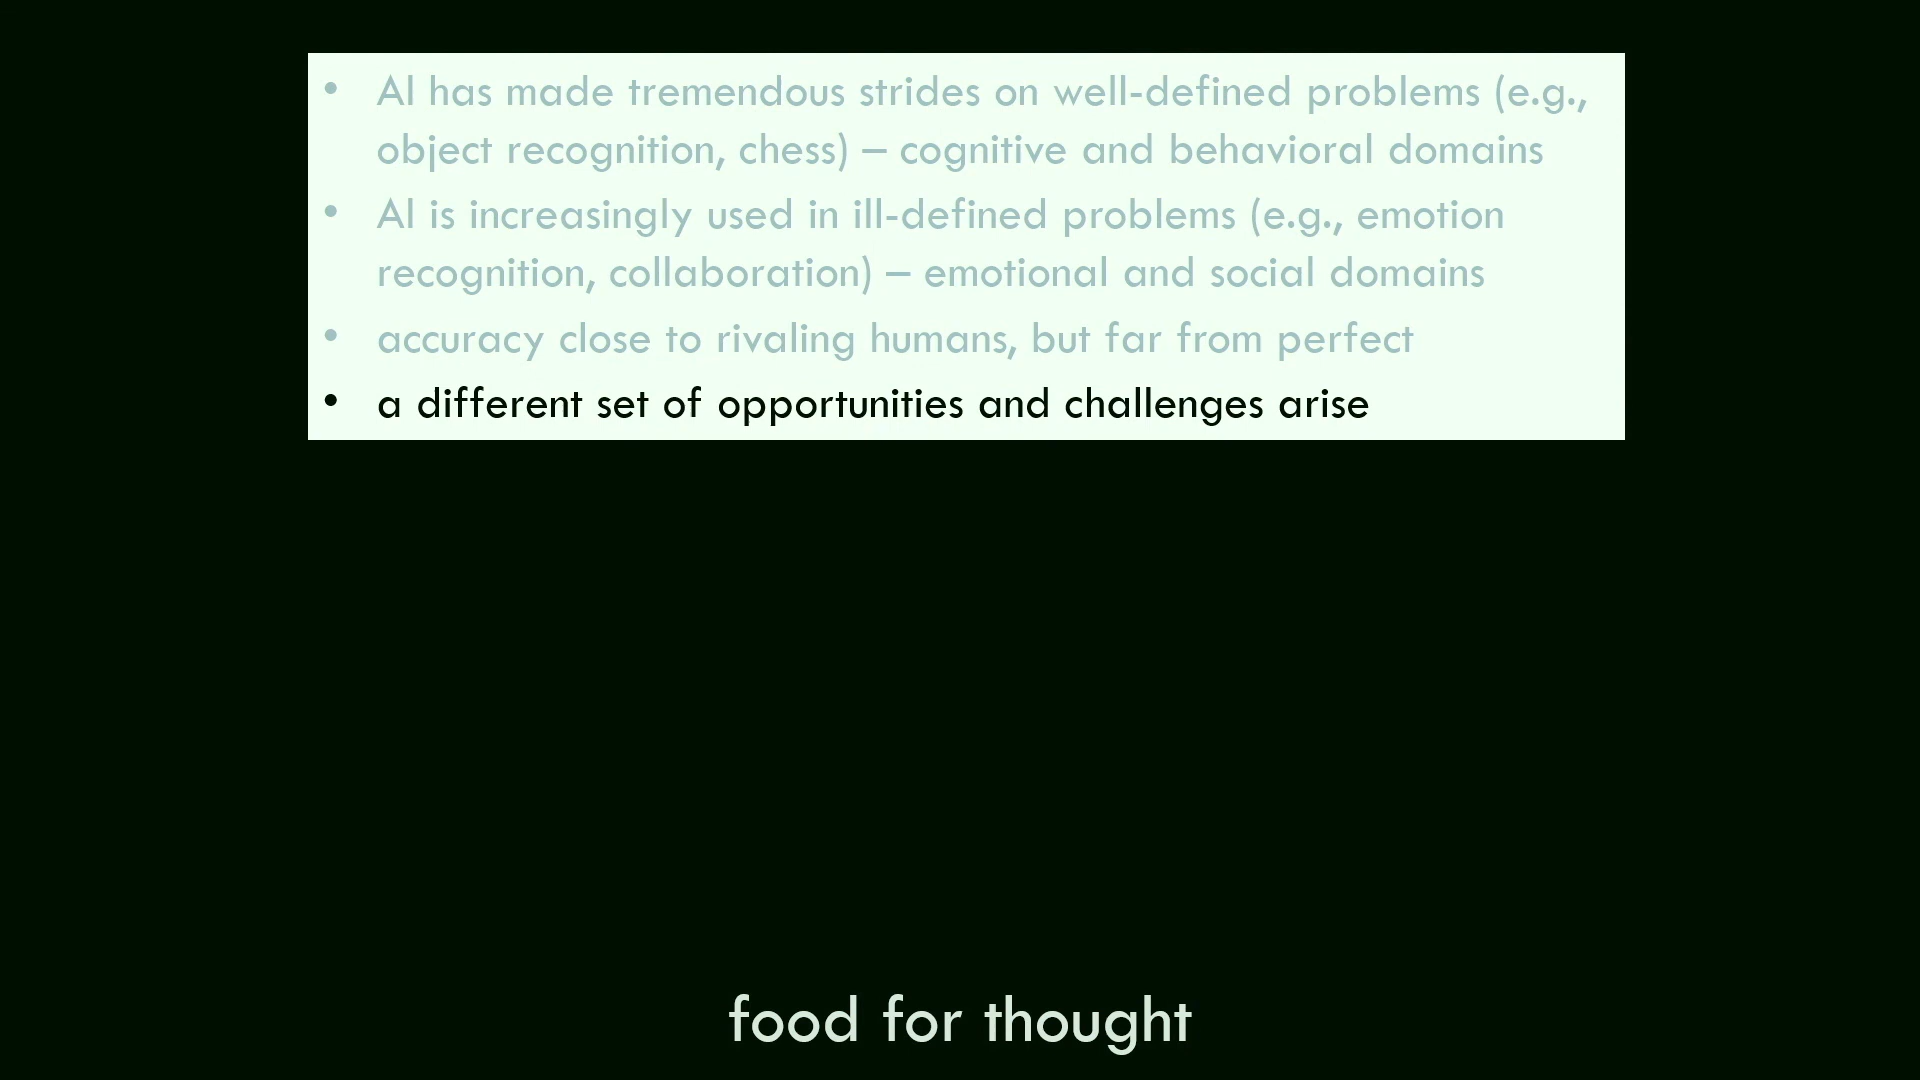 • AI has made tremendous strides on well-defined problems (e.g.,
object recognition, chess) – cognitive and behavioral domains
• AI is increasingly used in ill-defined problems (e.g., emotion
recognition, collaboration) – emotional and social domains
• accuracy close to rivaling humans, but far from perfect
• a different set of opportunities and challenges arise
food for thought